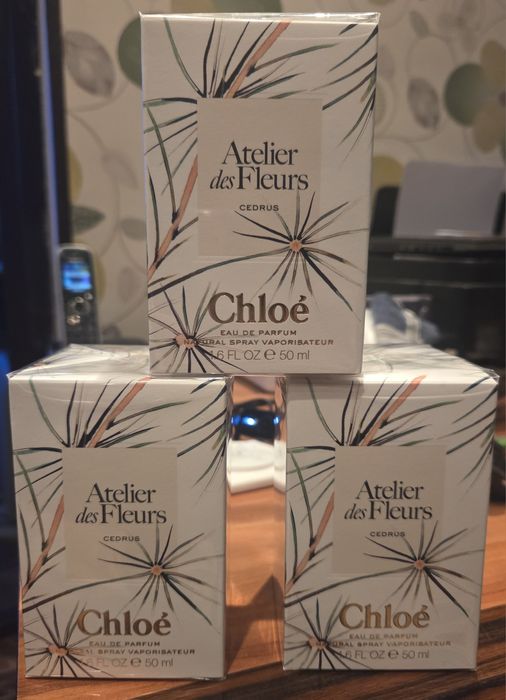 Atelier
des Fleurs
CEDRUS
Chloé
EAU DE PARFUM
NATURAL SPRAY VAPORISATEUR
1.6 FL OZ e 50 ml
Atelier
des Fleurs
CEDRUS
Chloé
EAU DE PARFUM
SPRAY VAPORISATEUR
FL OZ e 50 ml
Atelier
des Fleurs
CEDRUS
Chloé
EAU DE PARFUM
NATURAL SPRAY VAPORISATEUR
1.6 FL OZ e 50 ml